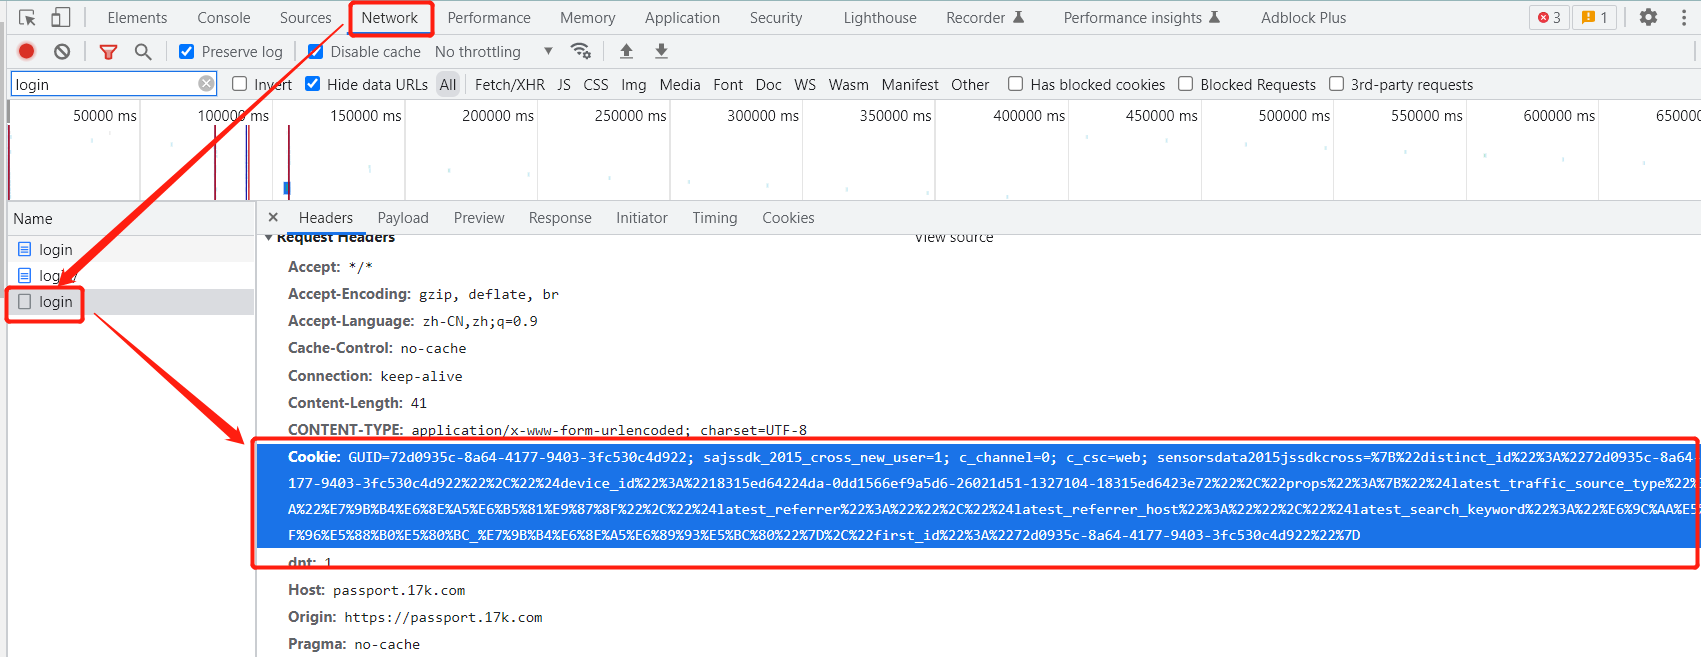 Elements Console Sources Network Performance Memory Application Security Lighthouse Recorder Performance insights Adblock Plus 3 1
Preserve log Disable cache No throttling
login Invert Hide data URLs All Fetch/XHR JS CSS Img Media Font Doc WS Wasm Manifest Other Has blocked cookies Blocked Requests 3rd-party requests
50000 ms 100000 ms 150000 ms 200000 ms 250000 ms 300000 ms 350000 ms 400000 ms 450000 ms 500000 ms 550000 ms 600000 ms 65000
Name
login
login
login
Headers Payload Preview Response Initiator Timing Cookies
Request Headers View source
Accept: */*
Accept-Encoding: gzip, deflate, br
Accept-Language: zh-CN,zh;q=0.9
Cache-Control: no-cache
Connection: keep-alive
Content-Length: 41
CONTENT-TYPE: application/x-www-form-urlencoded; charset=UTF-8
Cookie: GUID=72d0935c-8a64-4177-9403-3fc530c4d922; sajssdk_2015_cross_new_user=1; c_channel=0; c_csc=web; sensorsdata2015jssdkcross=%7B%22distinct_id%22%3A%2272d0935c-8a64-
177-9403-3fc530c4d922%22%2C%22%24device_id%22%3A%2218315ed64224da-0dd1566ef9a5d6-26021d51-1327104-18315ed6423e72%22%2C%22props%22%3A%7B%22%24latest_traffic_source_type%22%
A%22%E7%9B%B4%E6%8E%A5%E6%B5%81%E9%87%8F%22%2C%22%24latest_referrer%22%3A%22%22%2C%22%24latest_referrer_host%22%3A%22%22%2C%22%24latest_search_keyword%22%3A%22%E6%9C%AA%E5
F%96%E5%88%B0%E5%80%BC_%E7%9B%B4%E6%8E%A5%E6%89%93%E5%BC%80%22%7D%2C%22first_id%22%3A%2272d0935c-8a64-4177-9403-3fc530c4d922%22%7D
dnt: 1
Host: passport.17k.com
Origin: https://passport.17k.com
Pragma: no-cache